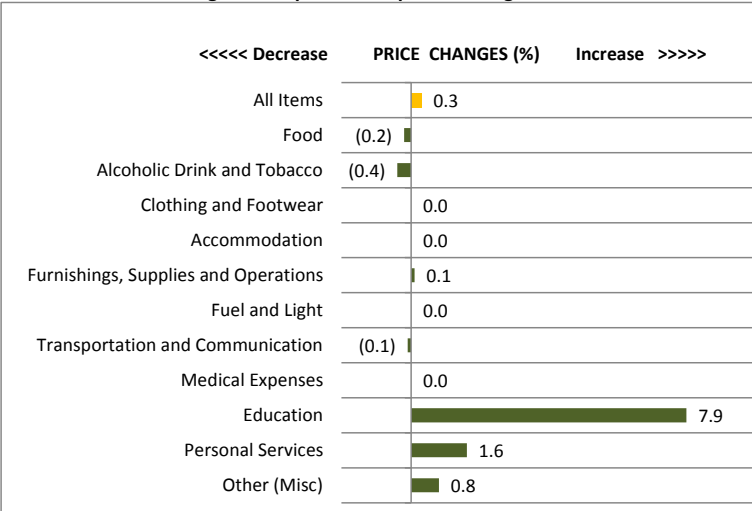 <<<<< Decrease PRICE CHANGES (%) Increase >>>>>
All Items 0.3
Food (0.2)
Alcoholic Drink and Tobacco (0.4)
Clothing and Footwear 0.0
Accommodation 0.0
Furnishings, Supplies and Operations 0.1
Fuel and Light 0.0
Transportation and Communication (0.1)
Medical Expenses 0.0
Education 7.9
Personal Services 1.6
Other (Misc) 0.8